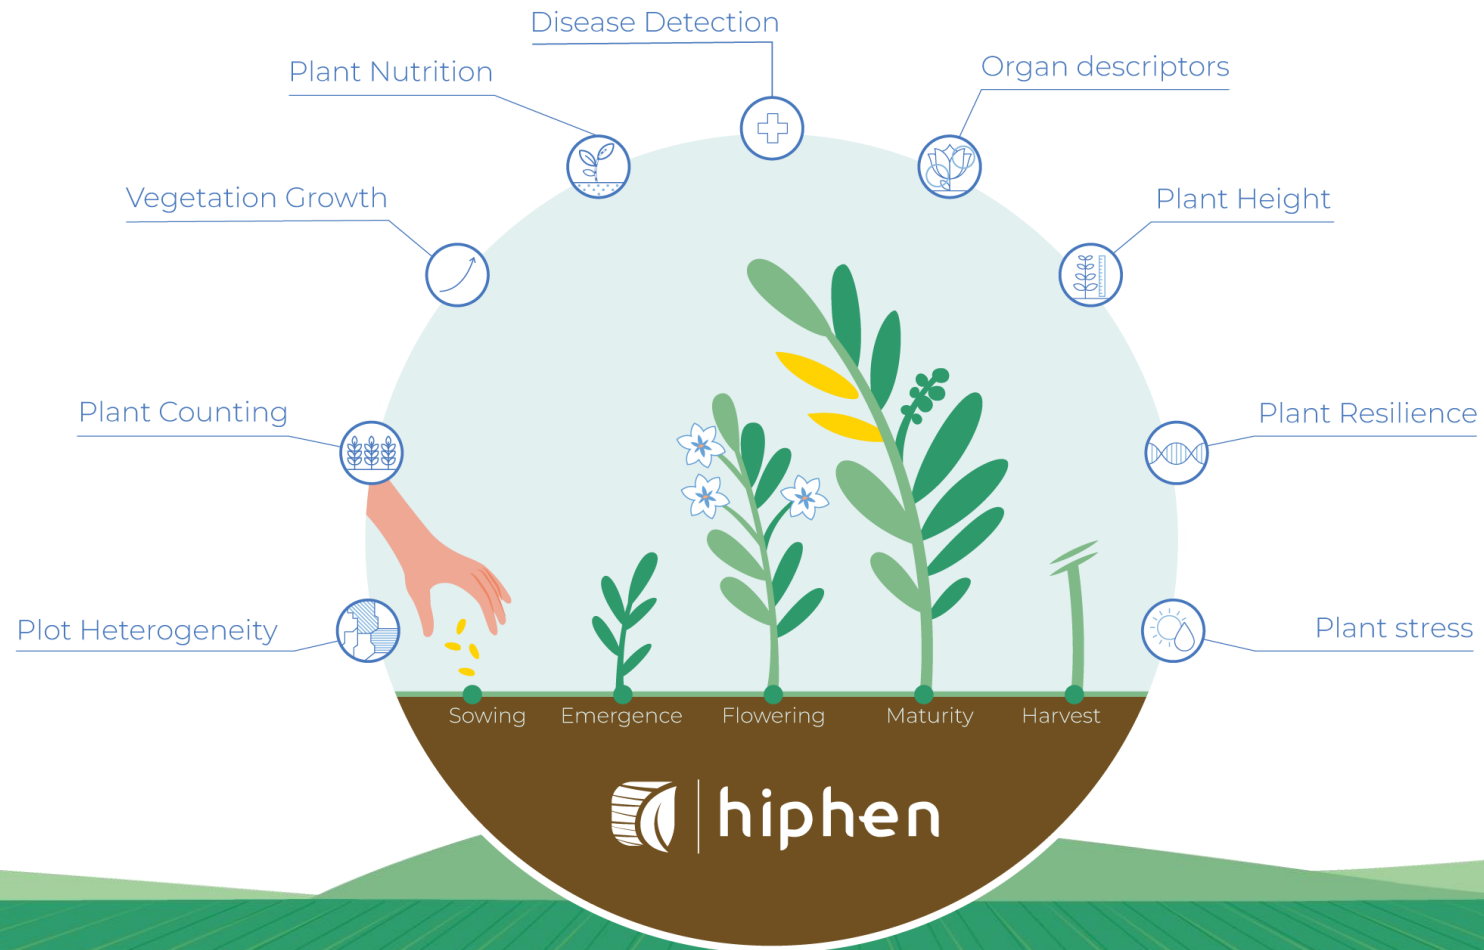 Disease Detection
Plant Nutrition
Organ descriptors
Vegetation Growth
Plant Height
Plant Counting
Plant Resilience
Plot Heterogeneity
Plant stress
Sowing
Emergence
Flowering
Maturity
Harvest
hiphen